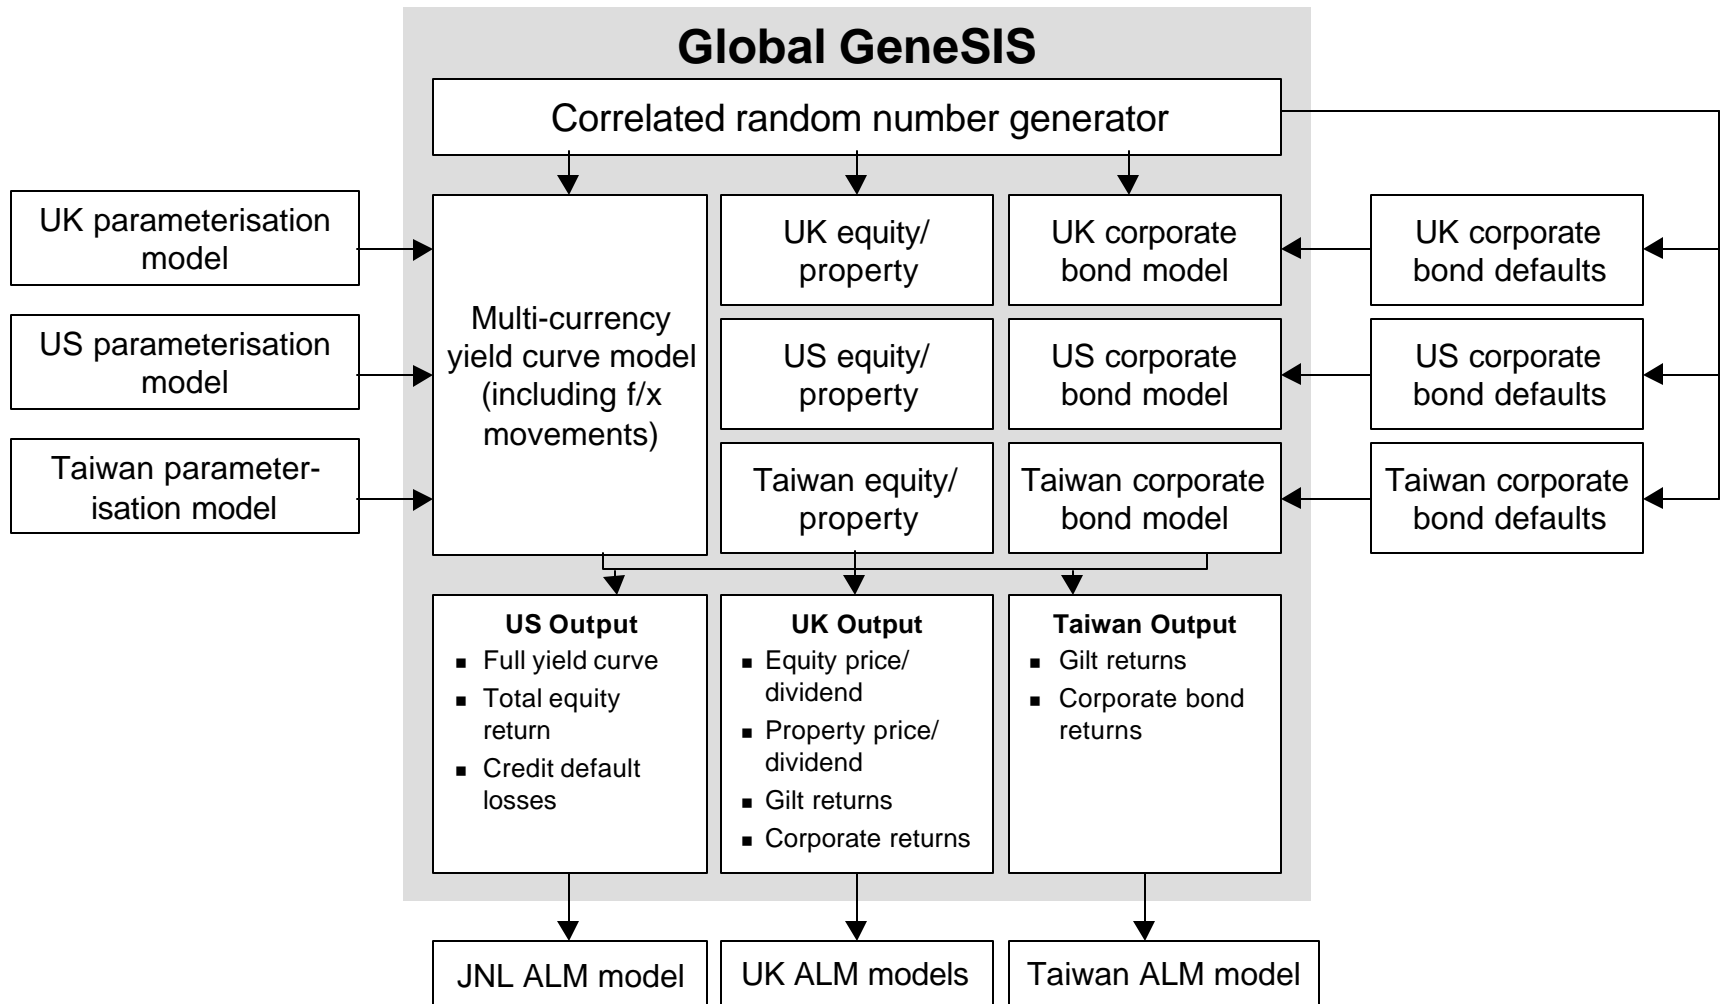 Global GeneSIS
Correlated random number generator
UK parameterisation
model
US parameterisation
model
Taiwan parameter-
isation model
Multi-currency
yield curve model
(including f/x
movements)
UK equity/
property
US equity/
property
Taiwan equity/
property
UK corporate
bond model
US corporate
bond model
Taiwan corporate
bond model
UK corporate
bond defaults
US corporate
bond defaults
Taiwan corporate
bond defaults
US Output
▪ Full yield curve
▪ Total equity
return
▪ Credit default
losses
UK Output
▪ Equity price/
dividend
▪ Property price/
dividend
▪ Gilt returns
▪ Corporate returns
Taiwan Output
▪ Gilt returns
▪ Corporate bond
returns
JNL ALM model
UK ALM models
Taiwan ALM model